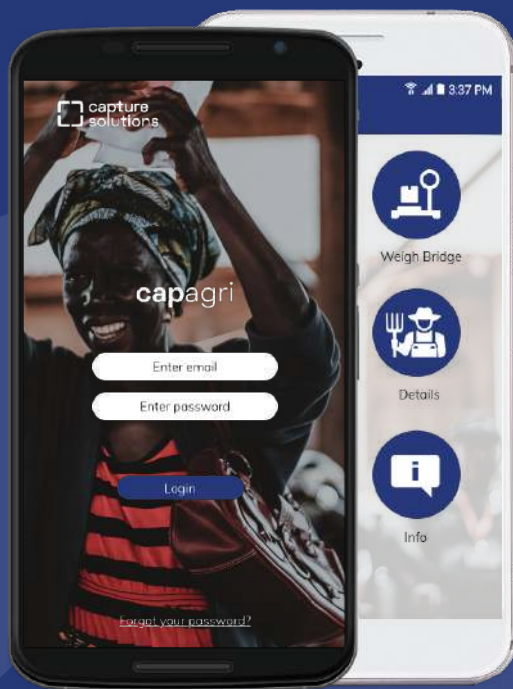 capture
solutions
capagri
Enter email
Enter password
Login
Forgot your password?
3:37 PM
Weigh Bridge
Details
Info